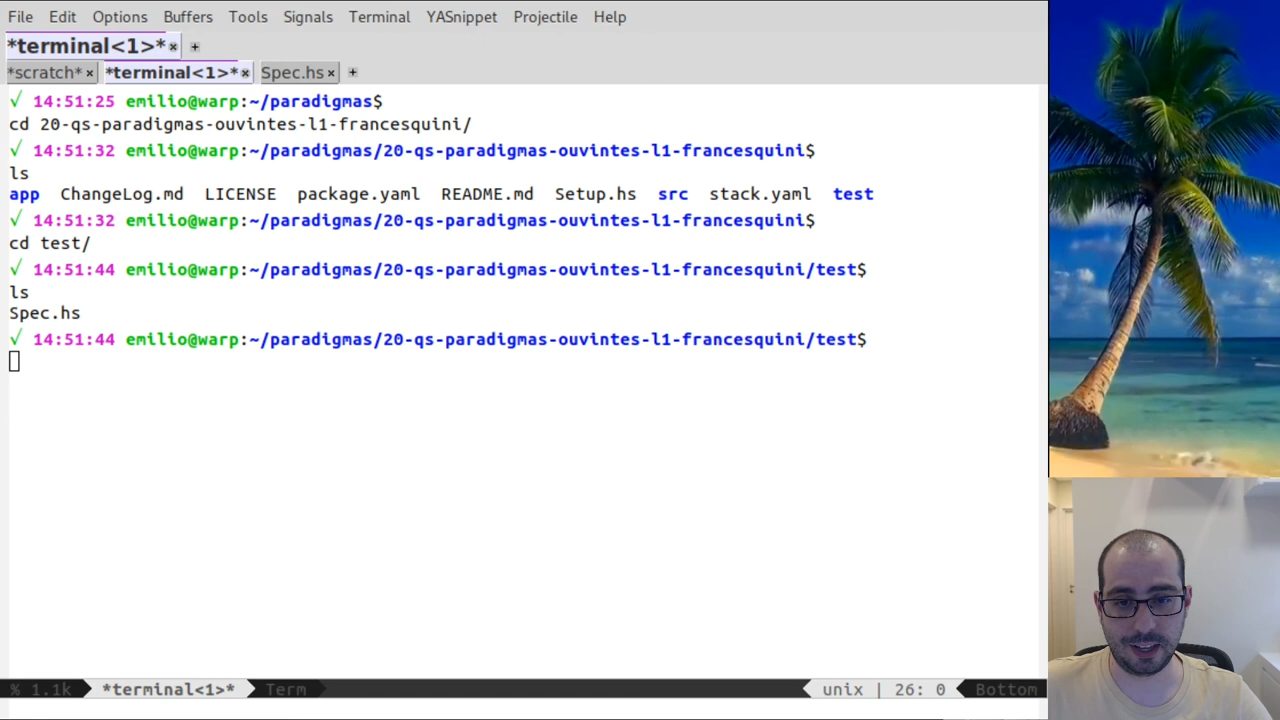 File Edit Options Buffers Tools Signals Terminal YASnippet Projectile Help
*terminal<1>* × +
*scratch* × *terminal<1>* × Spec.hs × +
√ 14:51:25 emilio@warp:~/paradigmas$
cd 20-qs-paradigmas-ouvintes-l1-francesquini/
√ 14:51:32 emilio@warp:~/paradigmas/20-qs-paradigmas-ouvintes-l1-francesquini$
ls
app ChangeLog.md LICENSE package.yaml README.md Setup.hs src stack.yaml test
√ 14:51:32 emilio@warp:~/paradigmas/20-qs-paradigmas-ouvintes-l1-francesquini$
cd test/
√ 14:51:44 emilio@warp:~/paradigmas/20-qs-paradigmas-ouvintes-l1-francesquini/test$
ls
Spec.hs
√ 14:51:44 emilio@warp:~/paradigmas/20-qs-paradigmas-ouvintes-l1-francesquini/test$
% 1.1k *terminal<1>* Term unix | 26: 0 Bottom